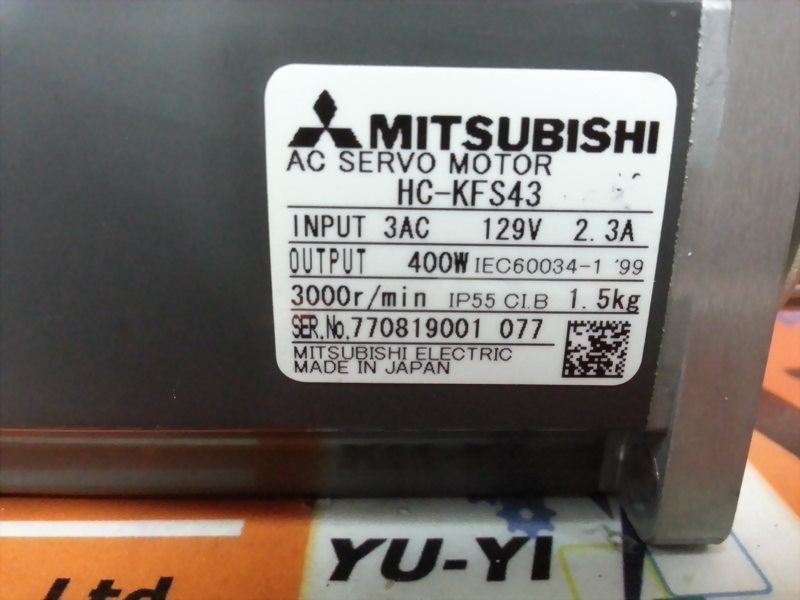 MITSUBISHI
AC SERVO MOTOR
HC-KFS43
INPUT 3AC 129V 2.3A
OUTPUT 400W IEC60034-1 '99
3000r/min IP55 CI.B 1.5kg
SER.No.770819001 077
MITSUBISHI ELECTRIC
MADE IN JAPAN
YU-YI
Ltd